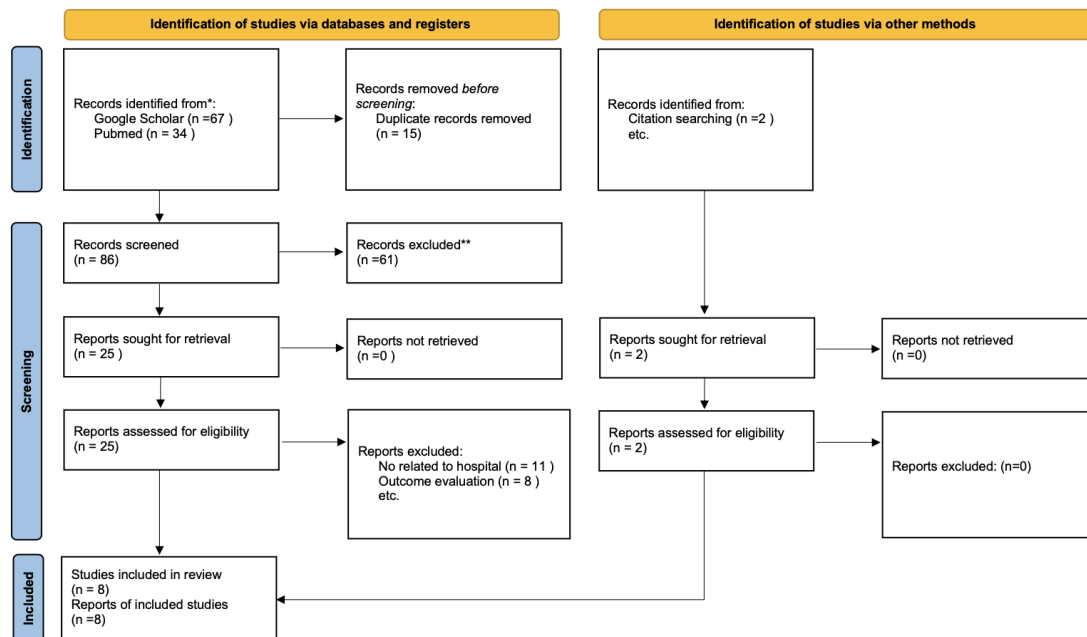 Identification of studies via databases and registers
Identification of studies via other methods
Identification
Records identified from*:
Google Scholar (n =67 )
Pubmed (n = 34 )
Records removed before
screening:
Duplicate records removed
(n = 15)
Records identified from:
Citation searching (n =2 )
etc.
Screening
Records screened
(n = 86)
Records excluded**
(n =61)
Reports sought for retrieval
(n = 25 )
Reports not retrieved
(n =0 )
Reports sought for retrieval
(n = 2)
Reports not retrieved
(n =0)
Reports assessed for eligibility
(n = 25)
Reports excluded:
No related to hospital (n = 11 )
Outcome evaluation (n = 8 )
etc.
Reports assessed for eligibility
(n = 2)
Reports excluded: (n=0)
Included
Studies included in review
(n = 8)
Reports of included studies
(n =8)